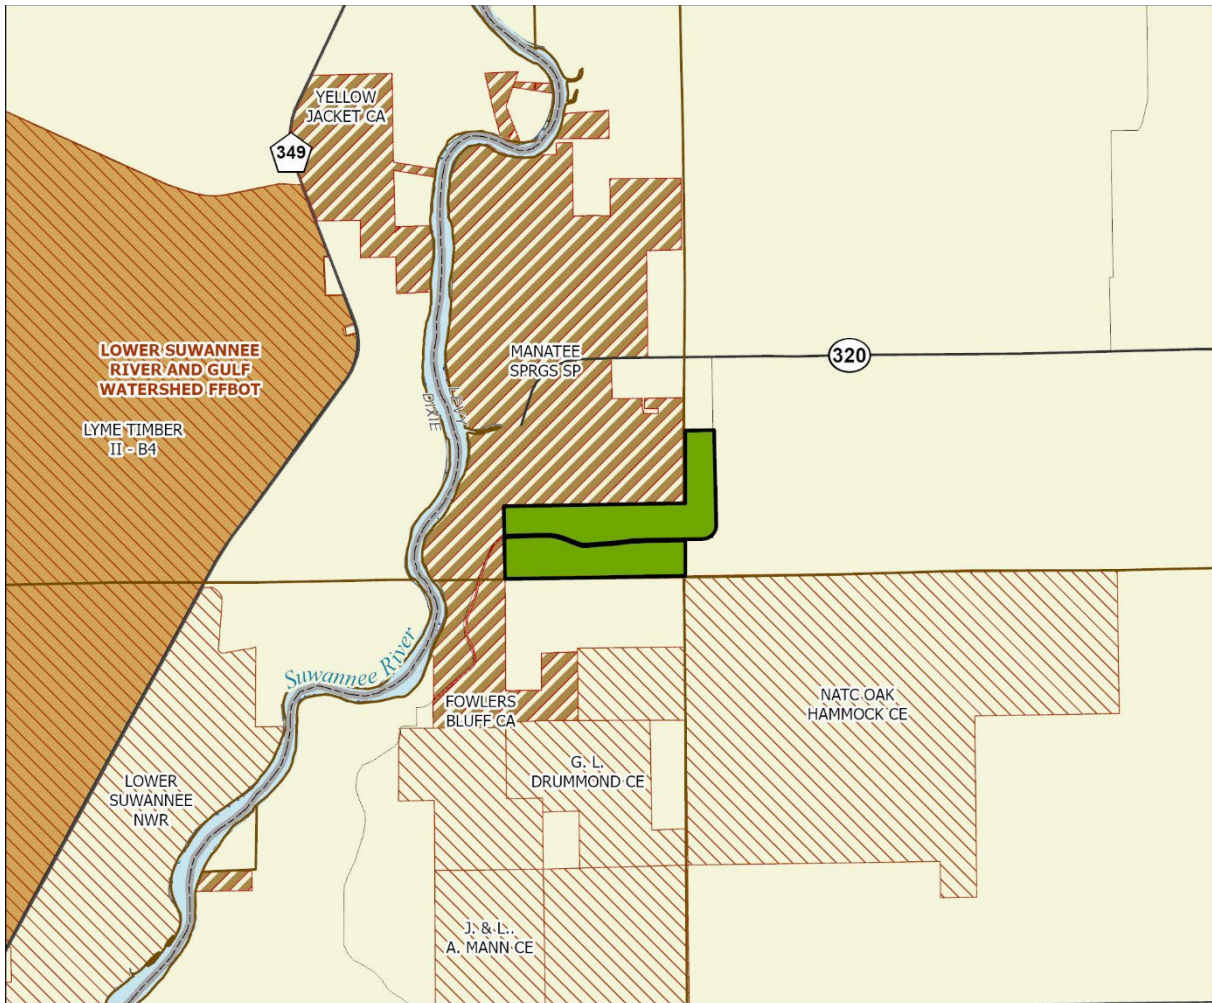 YELLOW
JACKET CA
349
LOWER SUWANNEE
RIVER AND GULF
WATERSHED FFBOT
LYME TIMBER
II - B4
MANATEE
SPRGS SP
320
LEVY
DIXIE
Suwannee River
FOWLERS
BLUFF CA
NATC OAK
HAMMOCK CE
G. L.
DRUMMOND CE
LOWER
SUWANNEE
NWR
J. & L..
A. MANN CE